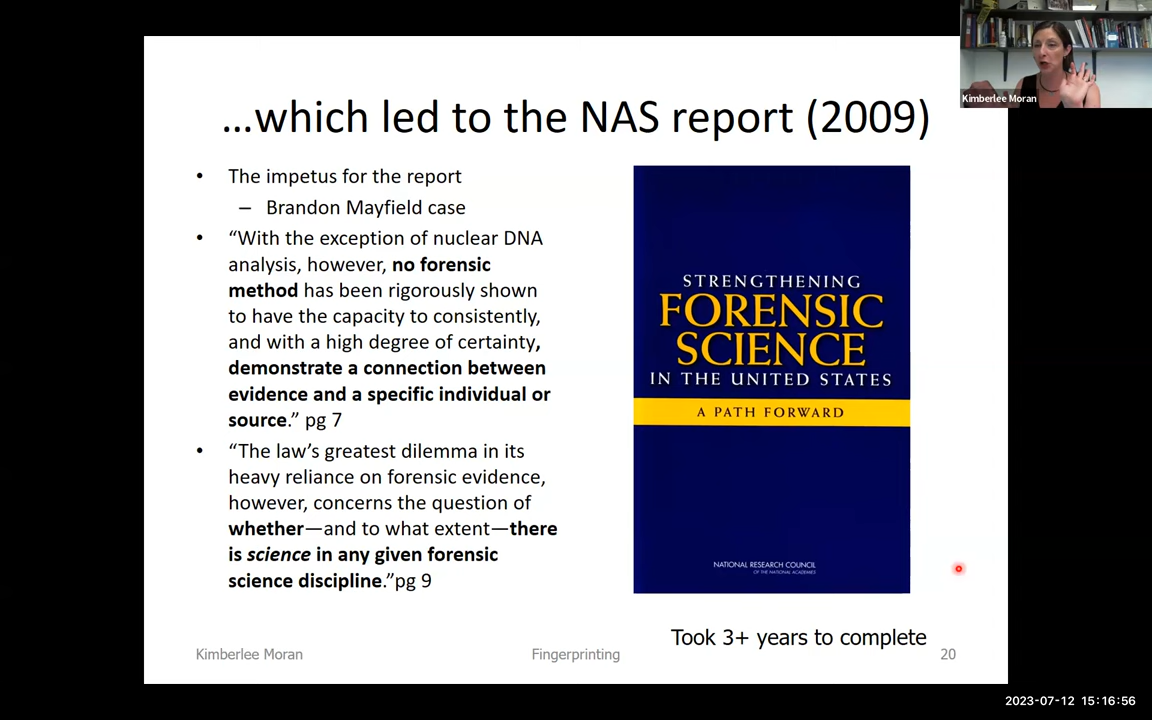 Kimberlee Moran
…which led to the NAS report (2009)
• The impetus for the report
– Brandon Mayfield case
• “With the exception of nuclear DNA
analysis, however, no forensic
method has been rigorously shown
to have the capacity to consistently,
and with a high degree of certainty,
demonstrate a connection between
evidence and a specific individual or
source.” pg 7
• “The law’s greatest dilemma in its
heavy reliance on forensic evidence,
however, concerns the question of
whether—and to what extent—there
is science in any given forensic
science discipline.”pg 9
STRENGTHENING
FORENSIC
SCIENCE
IN THE UNITED STATES
A PATH FORWARD
NATIONAL RESEARCH COUNCIL
OF THE NATIONAL ACADEMIES
Took 3+ years to complete
Kimberlee Moran
Fingerprinting
20
2023-07-12 15:16:56